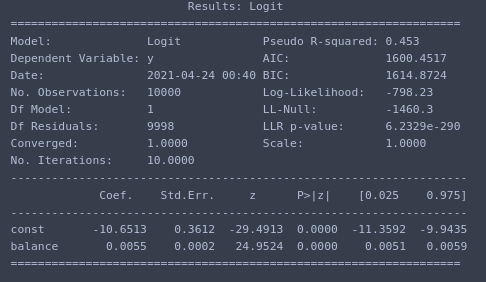 Results: Logit
=================================================================
Model: Logit Pseudo R-squared: 0.453
Dependent Variable: y AIC: 1600.4517
Date: 2021-04-24 00:40 BIC: 1614.8724
No. Observations: 10000 Log-Likelihood: -798.23
Df Model: 1 LL-Null: -1460.3
Df Residuals: 9998 LLR p-value: 6.2329e-290
Converged: 1.0000 Scale: 1.0000
No. Iterations: 10.0000
-------------------------------------------------------------------
Coef. Std.Err. z P>|z| [0.025 0.975]
-------------------------------------------------------------------
const -10.6513 0.3612 -29.4913 0.0000 -11.3592 -9.9435
balance 0.0055 0.0002 24.9524 0.0000 0.0051 0.0059
=================================================================